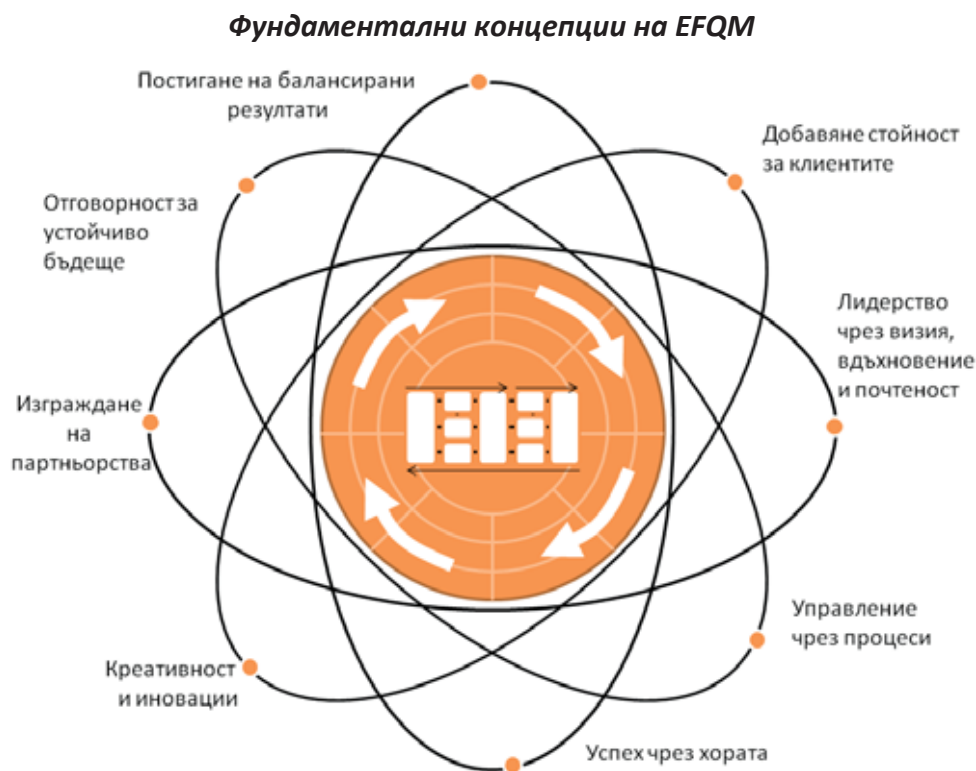 Фундаментални концепции на EFQM
Постигане на балансирани
резултати
Добавяне стойност
за клиентите
Отговорност за
устойчиво
бъдеще
Лидерство
чрез визия,
вдъхновение
и почтеност
Изграждане
на
партньорства
Управление
чрез процеси
Креативност
и иновации
Успех чрез хората